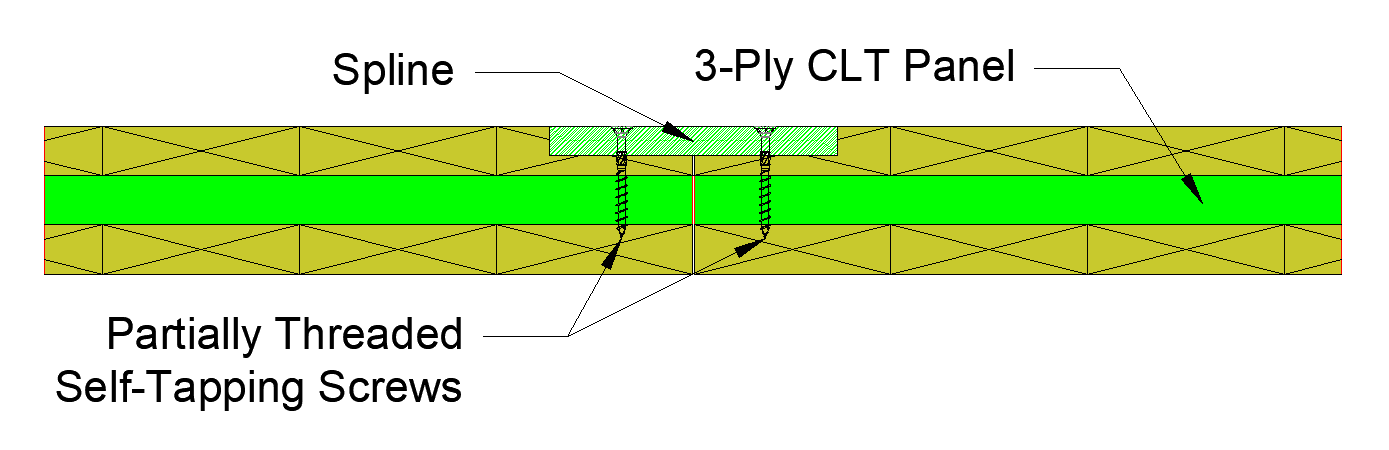 Spline
3-Ply CLT Panel
Partially Threaded
Self-Tapping Screws